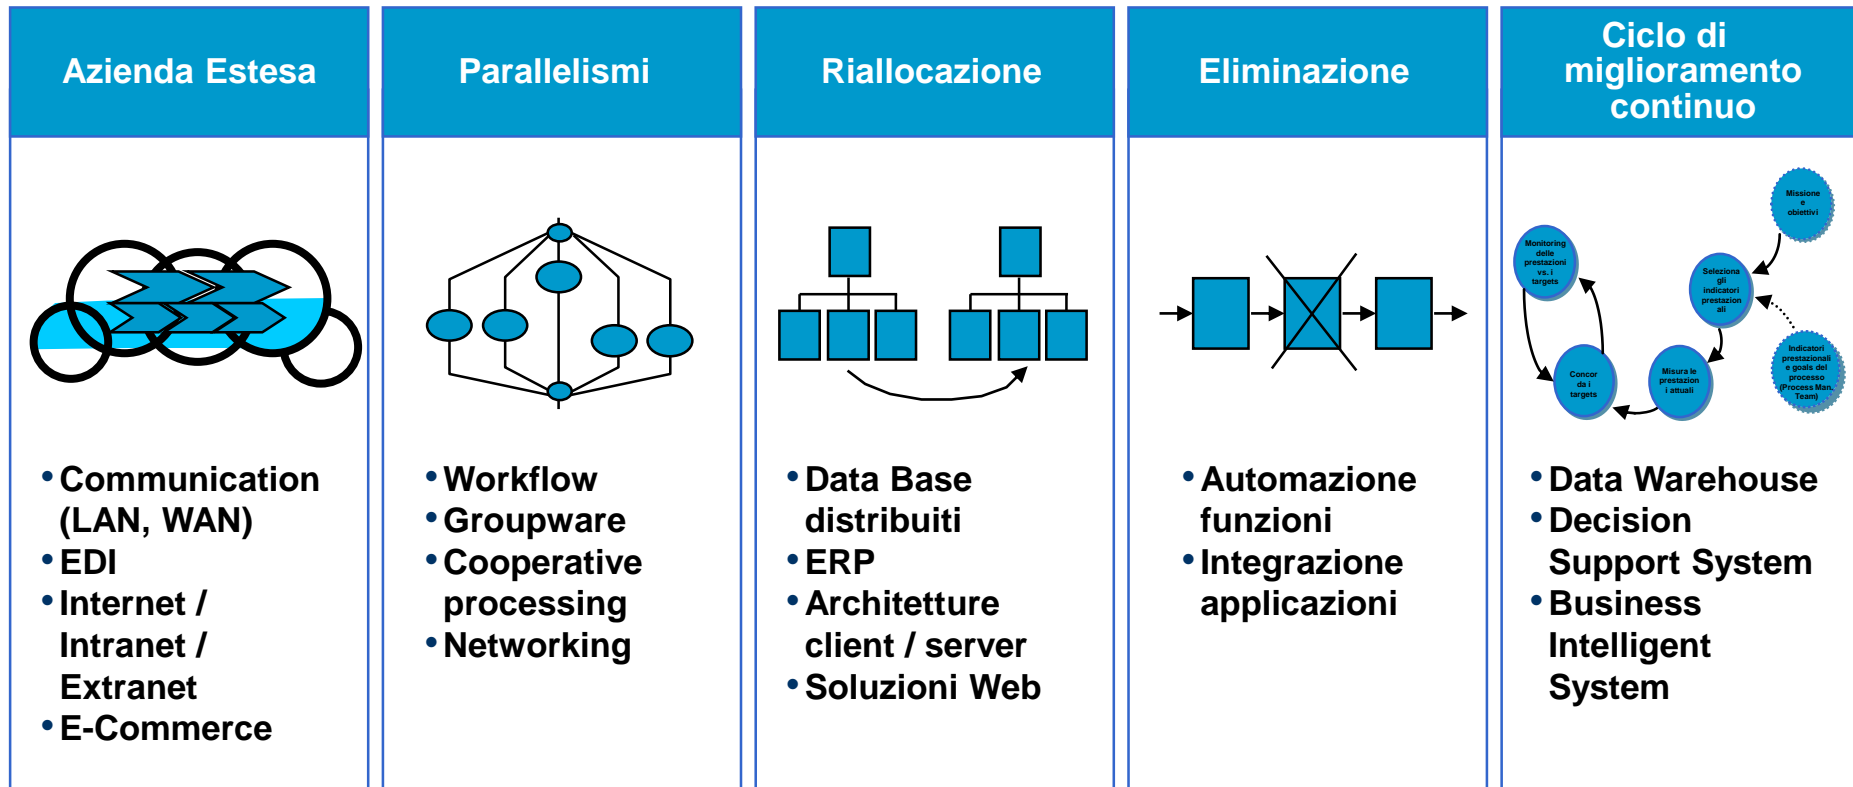 Azienda Estesa
Parallelismi
Riallocazione
Eliminazione
Ciclo di
miglioramento
continuo
Missione
e
obiettivi
Monitoring
delle
prestazioni
vs. i
targets
Seleziona
gli
indicatori
prestazion
ali
Indicatori
prestazionali
e goals del
processo
(Process Man.
Team)
Concor
da i
targets
Misura le
prestazion
i attuali
•Communication
(LAN, WAN)
•EDI
•Internet /
Intranet /
Extranet
•E-Commerce
•Workflow
•Groupware
•Cooperative
processing
•Networking
•Data Base
distribuiti
•ERP
•Architetture
client / server
•Soluzioni Web
•Automazione
funzioni
•Integrazione
applicazioni
•Data Warehouse
•Decision
Support System
•Business
Intelligent
System